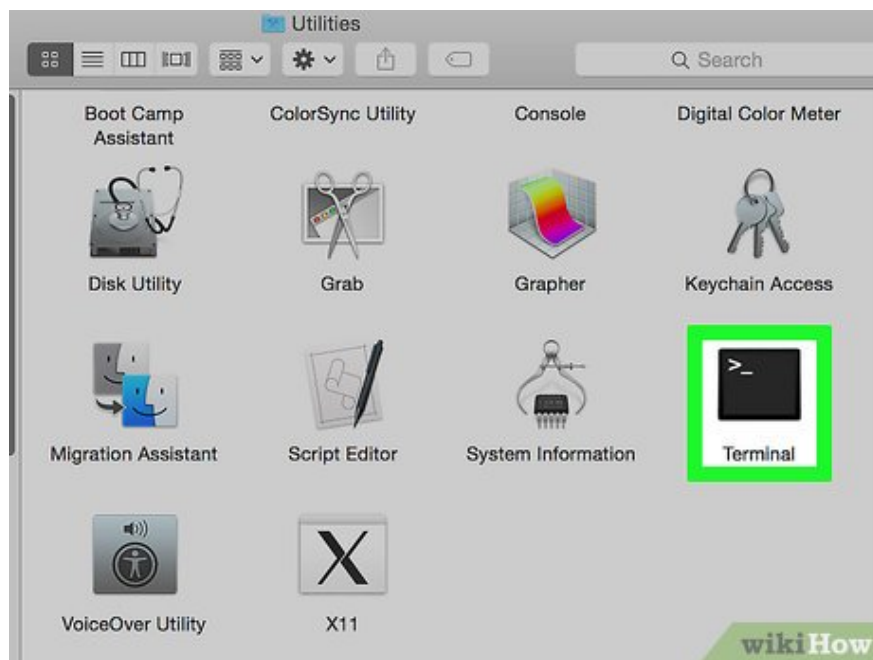 Utilities
Search
Boot Camp
Assistant
ColorSync Utility
Console
Digital Color Meter
Disk Utility
Grab
Grapher
Keychain Access
>_
Migration Assistant
Script Editor
System Information
Terminal
VoiceOver Utility
X
X11
wikiHow